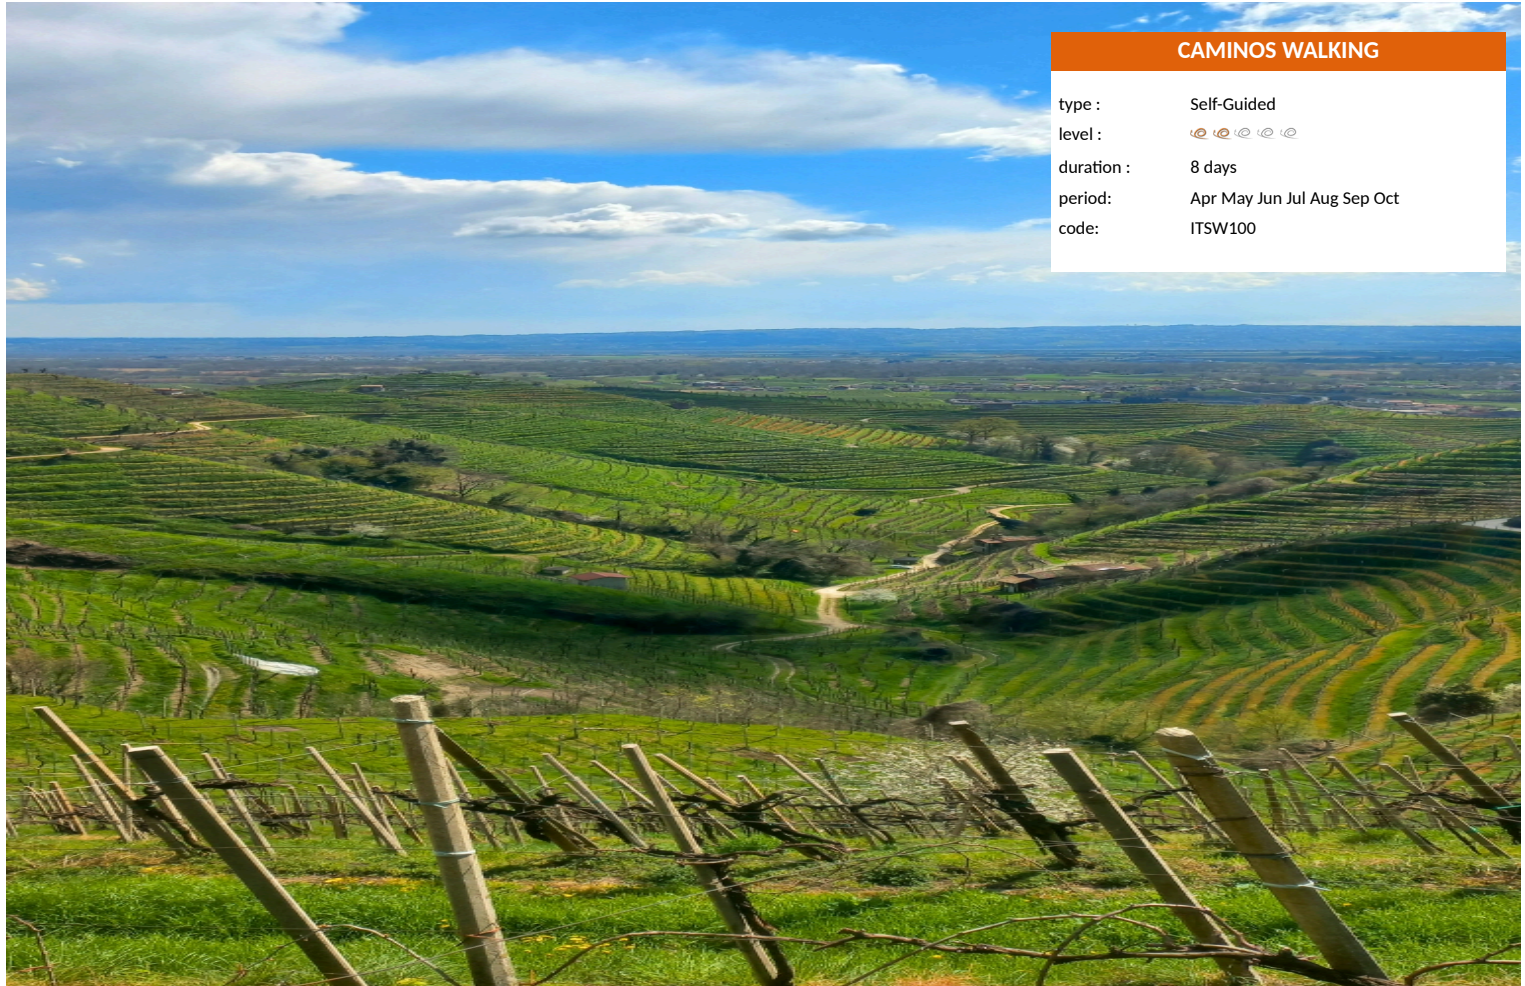 CAMINOS WALKING
type : Self-Guided
level :
duration : 8 days
period: Apr May Jun Jul Aug Sep Oct
code: ITSW100